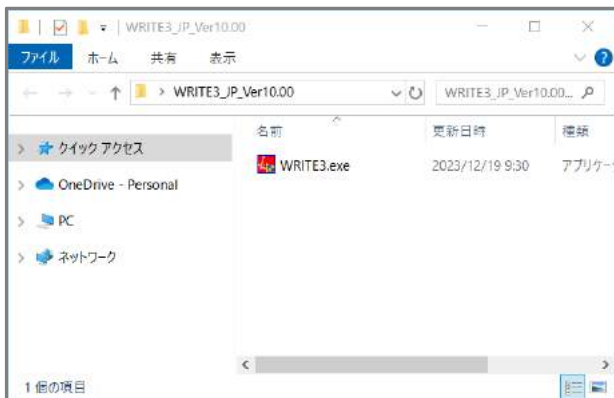 WRITE3_JP_Ver10.00
ファイル ホーム 共有 表示
WRITE3_JP_Ver10.00
WRITE3_JP_Ver10.00...
名前 更新日時 種類
クイック アクセス
WRITE3.exe 2023/12/19 9:30 アプリケー
OneDrive - Personal
PC
ネットワーク
1 個の項目